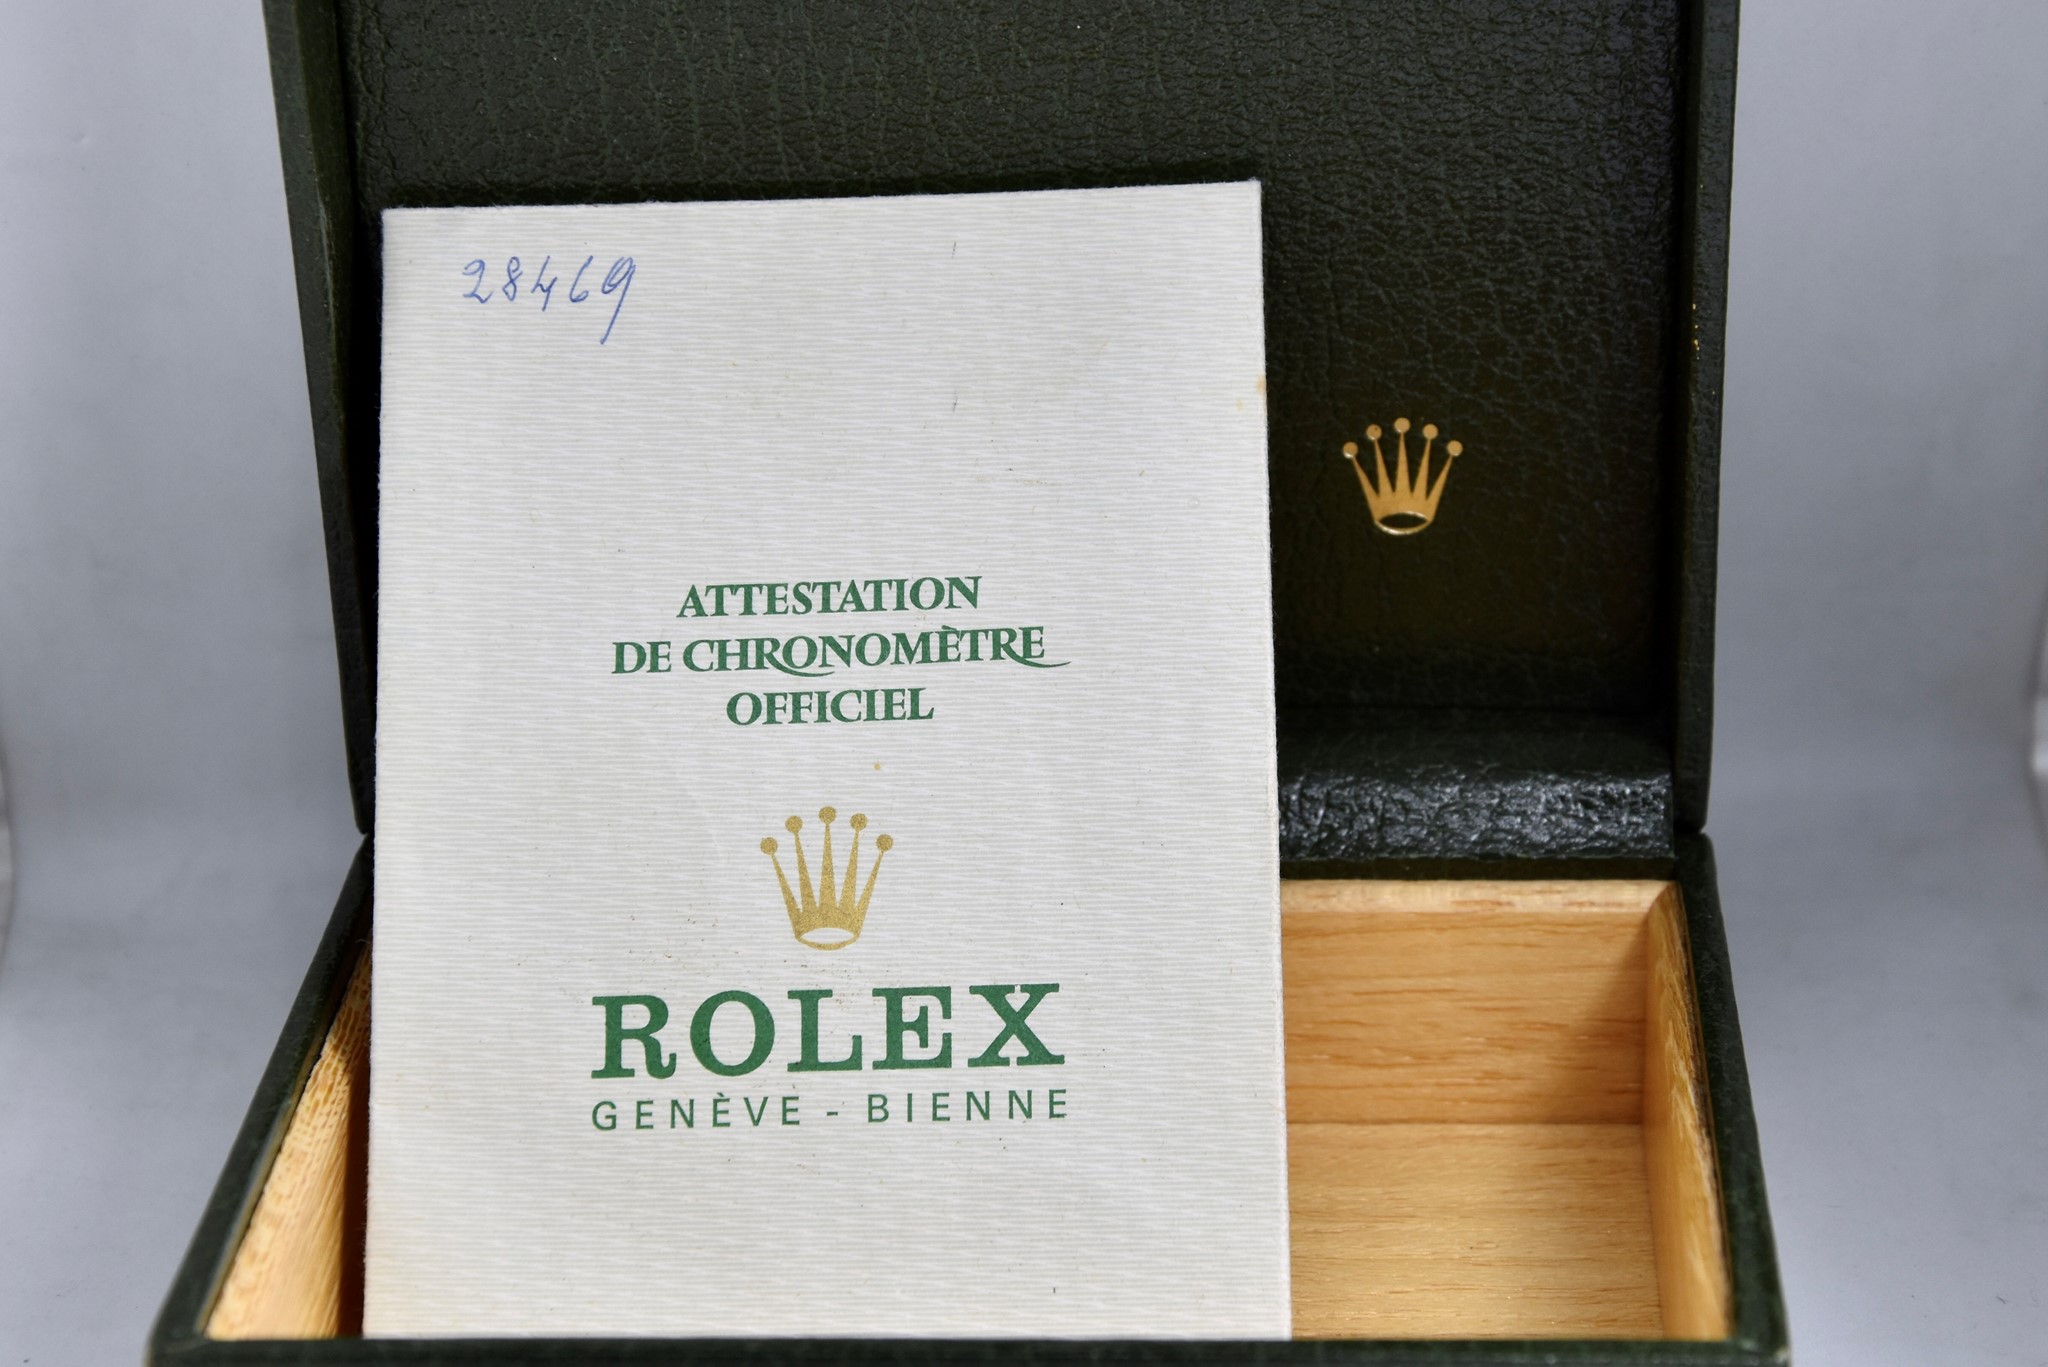 28469
ATTESTATION
DE CHRONOMÈTRE
OFFICIEL
ROLEX
GENÈVE - BIENNE